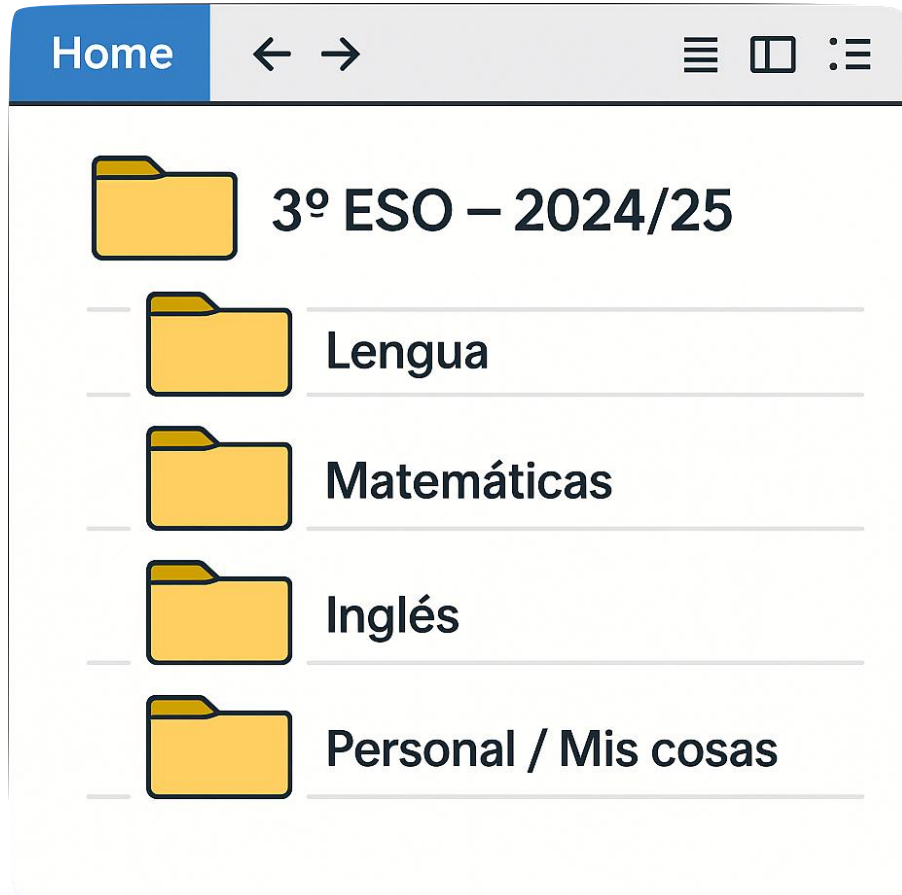 Home
3º ESO – 2024/25
Lengua
Matemáticas
Inglés
Personal / Mis cosas